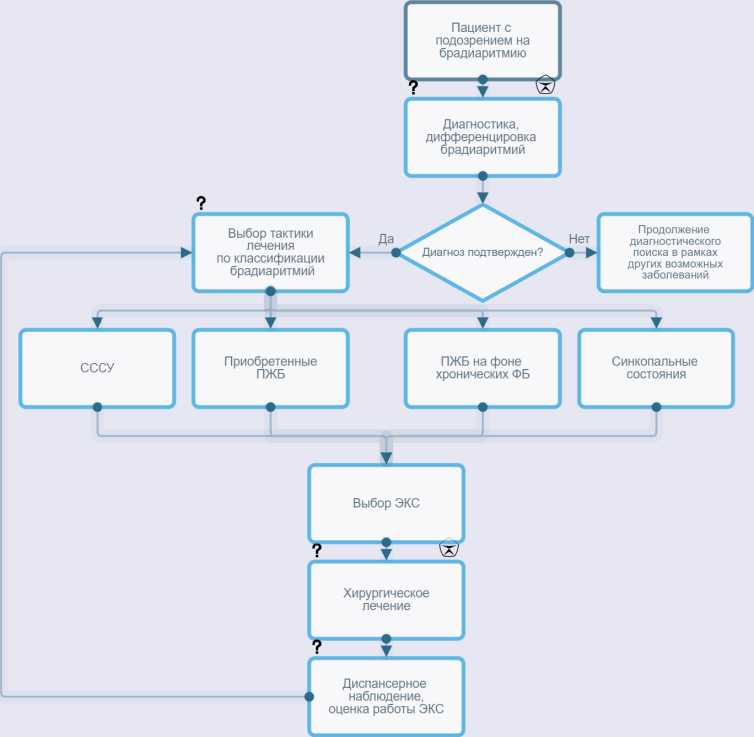 Пациент с
подозрением на
брадиаритмию
?
Диагностика,
дифференцировка
брадиаритмий
?
Выбор тактики
лечения
по классификации
брадиаритмий
Да
Диагноз подтвержден?
Нет
Продолжение
диагностического
поиска в рамках
других возможных
заболеваний
СССУ
Приобретенные
ПЖБ
ПЖБ на фоне
хронических ФБ
Синкопальные
состояния
Выбор ЭКС
?
Хирургическое
лечение
?
Диспансерное
наблюдение,
оценка работы ЭКС